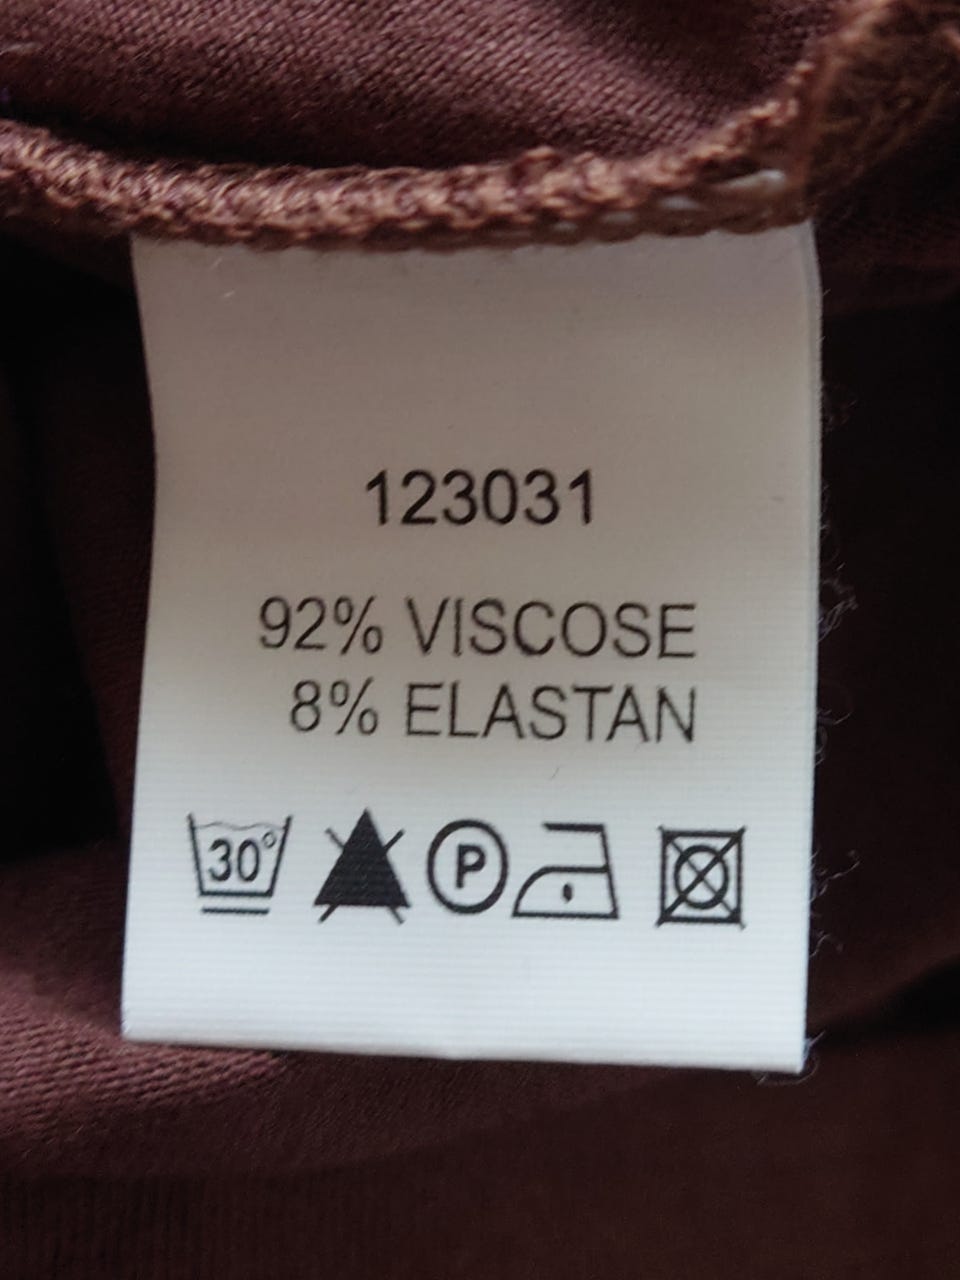 123031
92% VISCOSE
8% ELASTAN
30° P